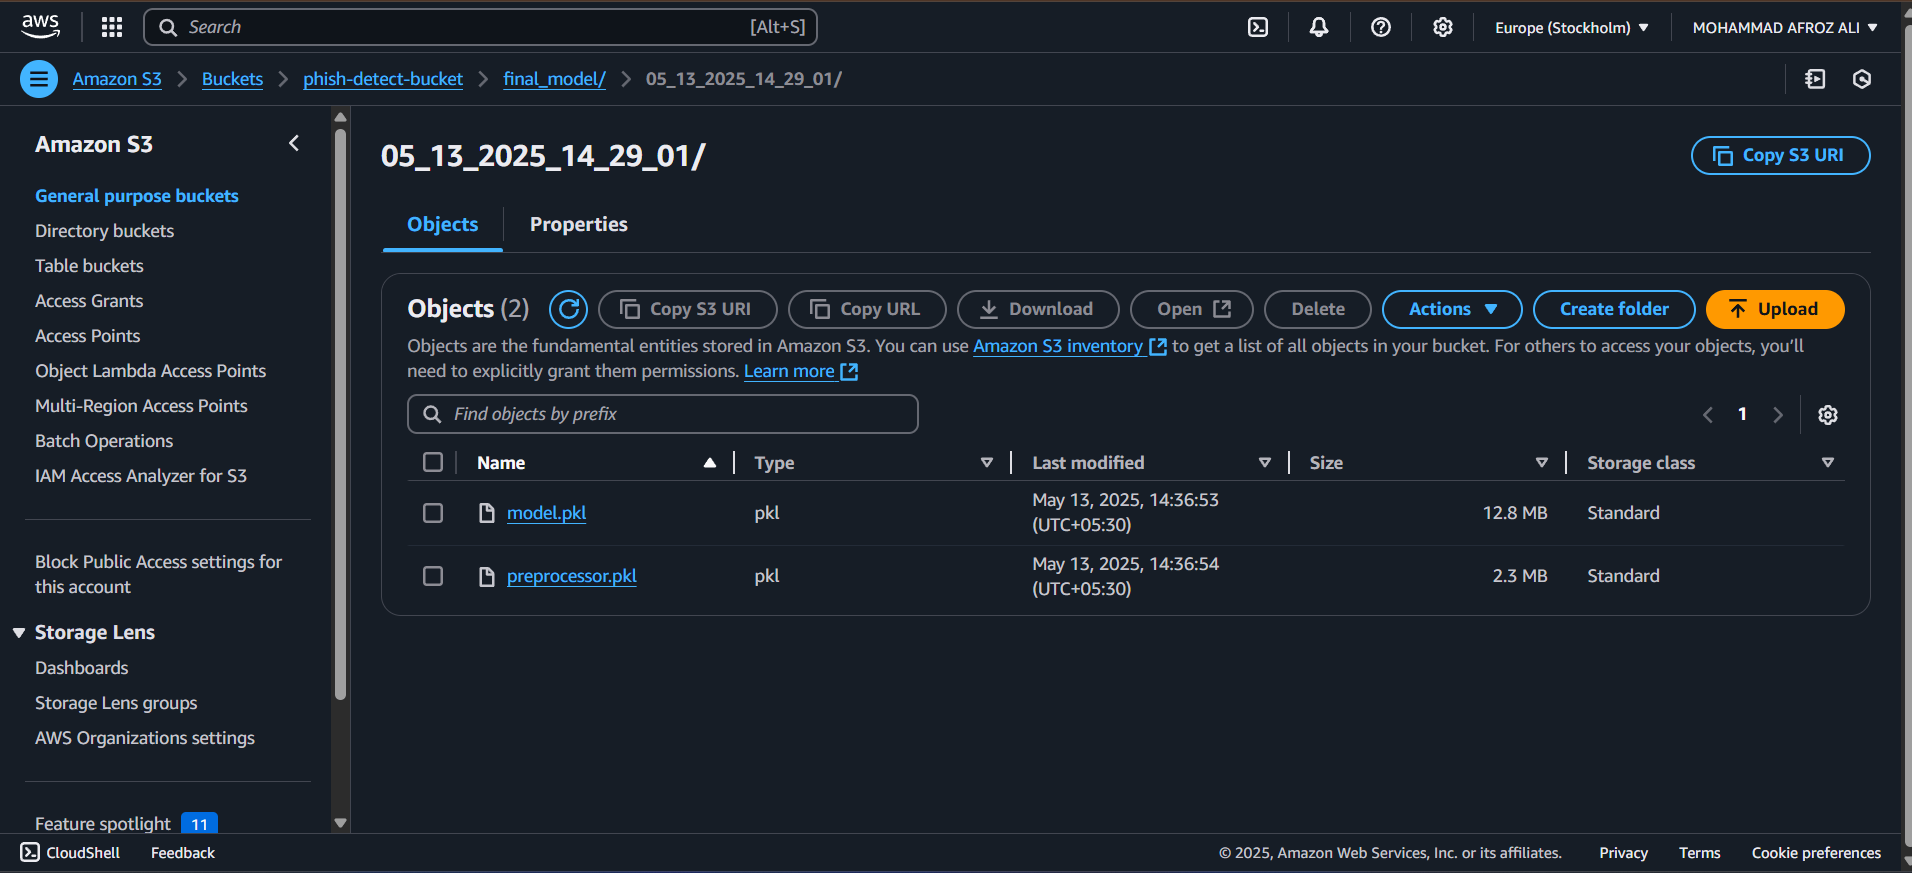 aws
Search [Alt+S]
Europe (Stockholm)
MOHAMMAD AFROZ ALI
Amazon S3
Buckets
phish-detect-bucket
final_model/
05_13_2025_14_29_01/
Amazon S3
General purpose buckets
Directory buckets
Table buckets
Access Grants
Access Points
Object Lambda Access Points
Multi-Region Access Points
Batch Operations
IAM Access Analyzer for S3
Block Public Access settings for
this account
Storage Lens
Dashboards
Storage Lens groups
AWS Organizations settings
Feature spotlight 11
05_13_2025_14_29_01/
Copy S3 URI
Objects
Properties
Objects (2)
Copy S3 URI
Copy URL
Download
Open
Delete
Actions
Create folder
Upload
Objects are the fundamental entities stored in Amazon S3. You can use Amazon S3 inventory to get a list of all objects in your bucket. For others to access your objects, you’ll
need to explicitly grant them permissions. Learn more
Find objects by prefix
1
Name
Type
Last modified
Size
Storage class
model.pkl
pkl
May 13, 2025, 14:36:53
(UTC+05:30)
12.8 MB
Standard
preprocessor.pkl
pkl
May 13, 2025, 14:36:54
(UTC+05:30)
2.3 MB
Standard
CloudShell
Feedback
© 2025, Amazon Web Services, Inc. or its affiliates.
Privacy
Terms
Cookie preferences